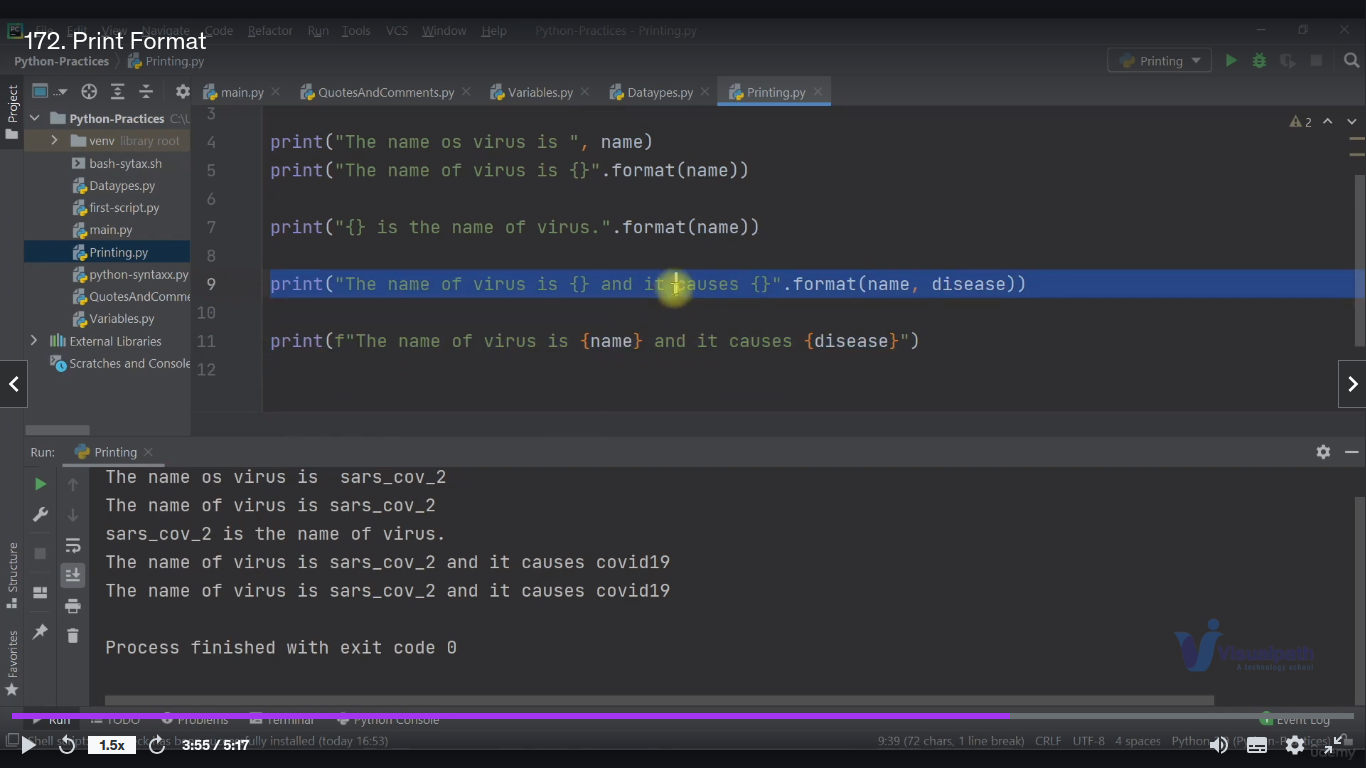 File Edit View Navigate Code Refactor Run Tools VCS Window Help Python-Practices - Printing.py
172. Print Format
Python-Practices Printing.py Printing
Project
main.py QuotesAndComments.py Variables.py Dataypes.py Printing.py
Python-Practices C:\U
venv library root
bash-sytax.sh
Dataypes.py
first-script.py
main.py
Printing.py
python-syntaxx.py
QuotesAndComme
Variables.py
External Libraries
Scratches and Console
2
3
4 print("The name os virus is ", name)
5 print("The name of virus is {}".format(name))
6
7 print("{} is the name of virus.".format(name))
8
9 print("The name of virus is {} and it causes {}".format(name, disease))
10
11 print(f"The name of virus is {name} and it causes {disease}")
12
Run: Printing
The name os virus is  sars_cov_2
The name of virus is sars_cov_2
sars_cov_2 is the name of virus.
The name of virus is sars_cov_2 and it causes covid19
The name of virus is sars_cov_2 and it causes covid19
Process finished with exit code 0
Structure
Favorites
Visualpath
A technology school
Run TODO Problems Terminal Python Console Event Log
1.5x 3:55 / 5:17
successfully installed (today 16:53) 9:39 (72 chars, 1 line break) CRLF UTF-8 4 spaces
udemy